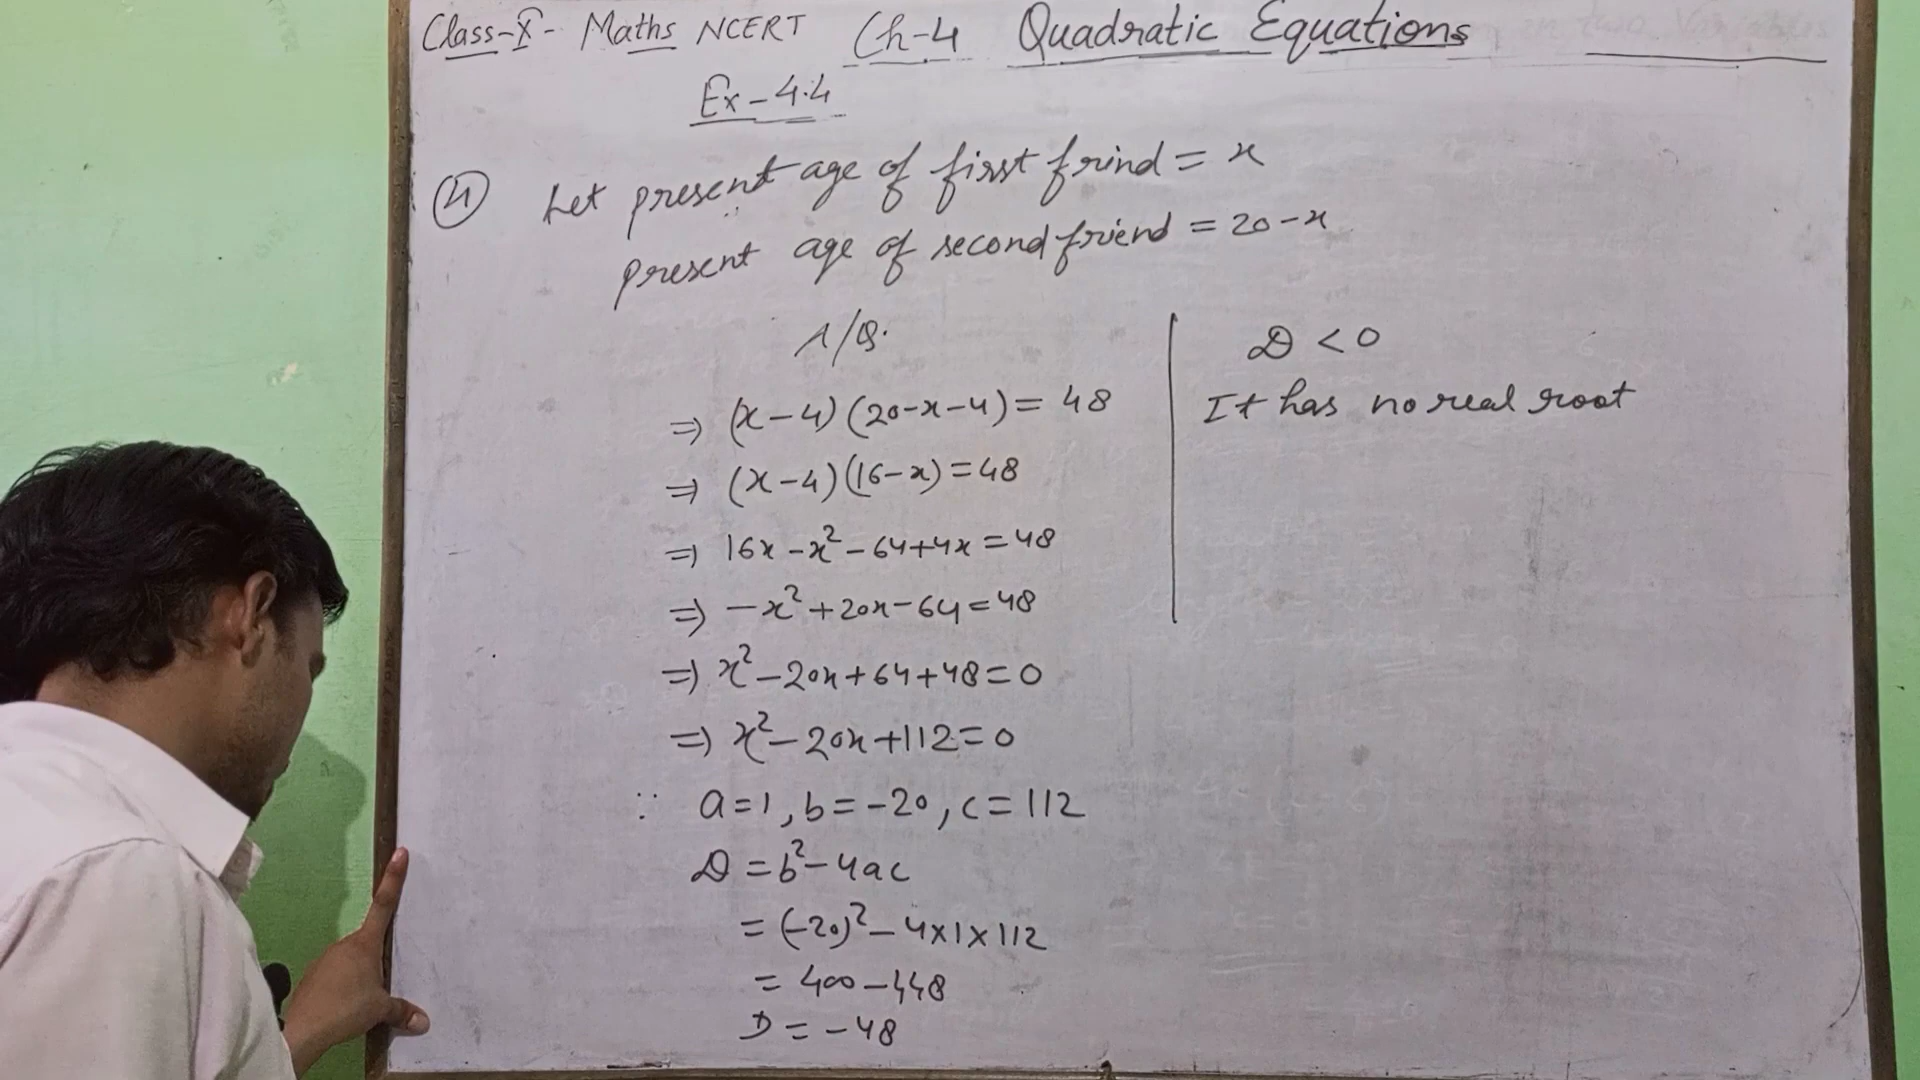 Class-X- Maths NCERT Ch-4 Quadratic Equations
Ex-4.4
(4) Let present age of first frind = x
present age of second friend = 20-x
A/Q.
⇒ (x-4)(20-x-4) = 48
⇒ (x-4)(16-x) = 48
⇒ 16x-x²-64+4x = 48
⇒ -x²+20x-64 = 48
⇒ x²-20x+64+48 = 0
⇒ x²-20x+112 = 0
∵ a=1, b=-20, c=112
D = b²-4ac
= (-20)²-4×1×112
= 400-448
D = -48
D < 0
It has no real root